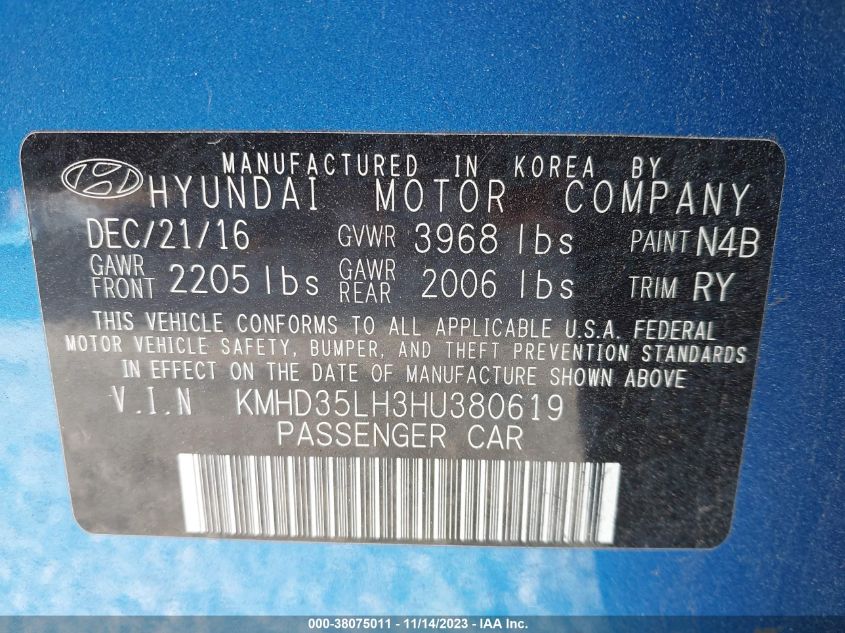 MANUFACTURED IN KOREA BY
HYUNDAI MOTOR COMPANY
DEC/21/16 GVWR 3968 lbs PAINT N4B
GAWR FRONT 2205 lbs GAWR REAR 2006 lbs TRIM RY
THIS VEHICLE CONFORMS TO ALL APPLICABLE U.S.A. FEDERAL
MOTOR VEHICLE SAFETY, BUMPER, AND THEFT PREVENTION STANDARDS
IN EFFECT ON THE DATE OF MANUFACTURE SHOWN ABOVE
V.I.N KMHD35LH3HU380619
PASSENGER CAR
000-38075011 - 11/14/2023 - IAA Inc.